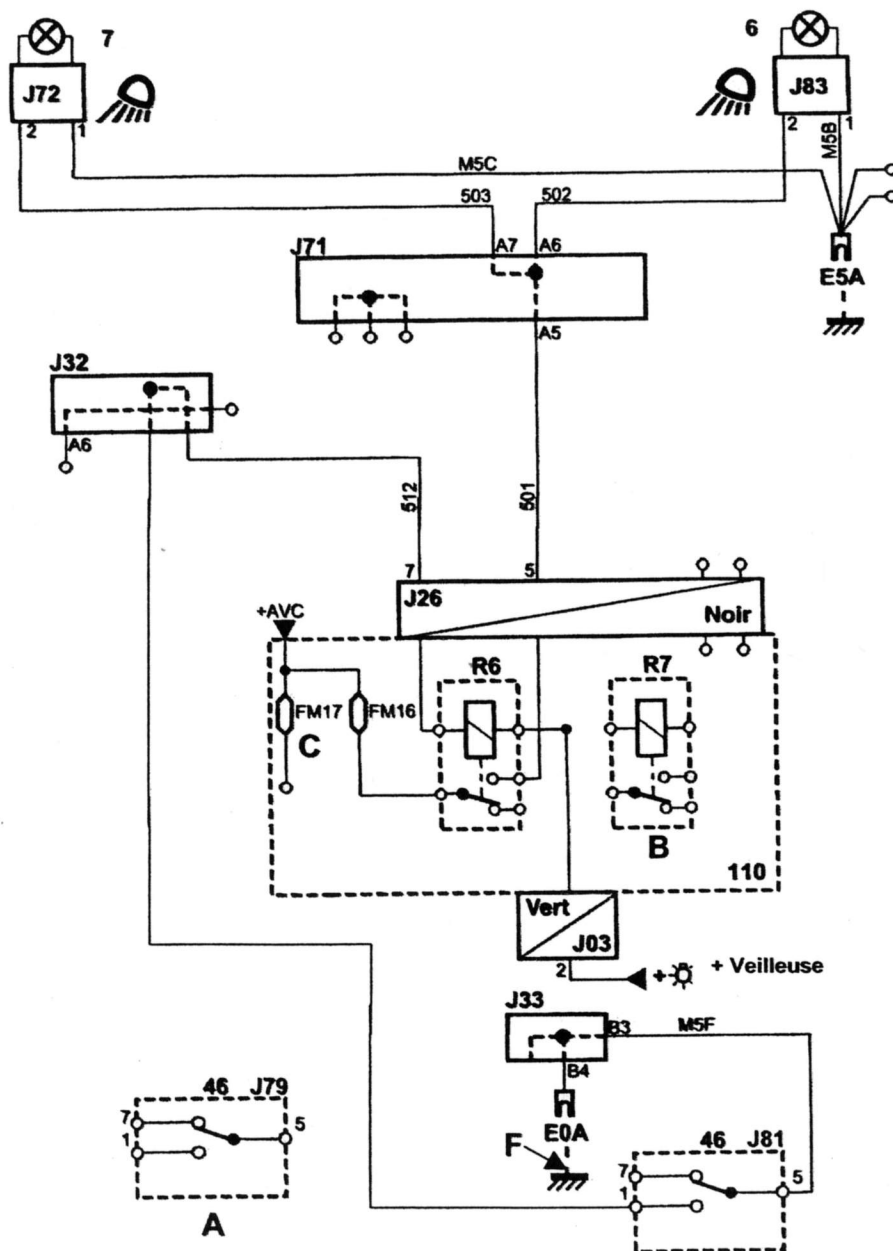 7
6
J72
J83
2
1
2
1
M5B
M5C
503
502
J71
A7
A6
E5A
A5
J32
A6
512
501
7
5
J26
Noir
+AVC
R6
R7
FM17
FM16
C
B
110
Vert
J03
2
+
+ Veilleuse
J33
B3
M5F
B4
46
J79
7
1
5
E0A
F
46
J81
7
1
5
A